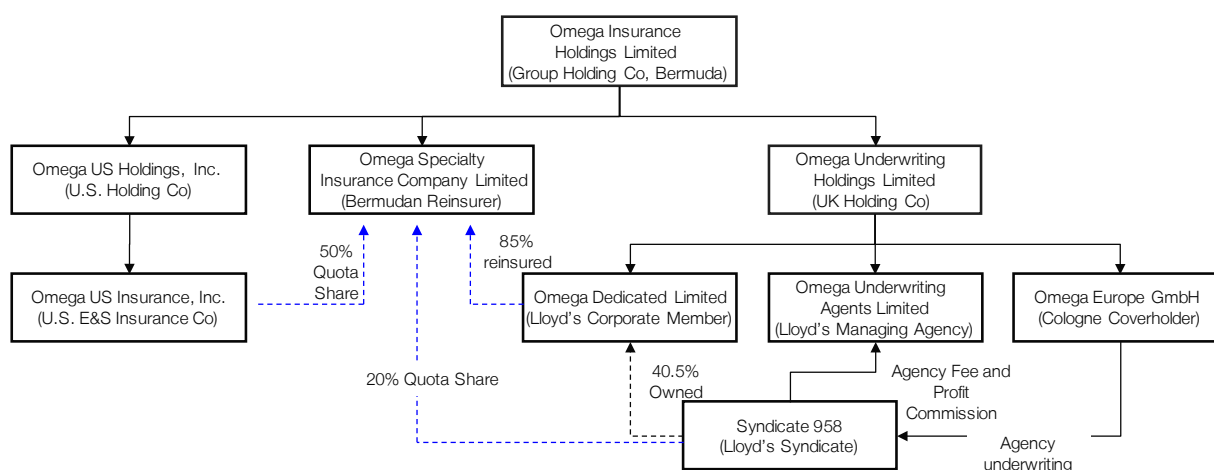 Omega Insurance
Holdings Limited
(Group Holding Co, Bermuda)
Omega US Holdings, Inc.
(U.S. Holding Co)
Omega Specialty
Insurance Company Limited
(Bermudan Reinsurer)
Omega Underwriting
Holdings Limited
(UK Holding Co)
50%
Quota
Share
85%
reinsured
Omega US Insurance, Inc.
(U.S. E&S Insurance Co)
Omega Dedicated Limited
(Lloyd's Corporate Member)
Omega Underwriting
Agents Limited
(Lloyd's Managing Agency)
Omega Europe GmbH
(Cologne Coverholder)
20% Quota Share
40.5%
Owned
Agency Fee and
Profit
Commission
Syndicate 958
(Lloyd's Syndicate)
Agency
underwriting